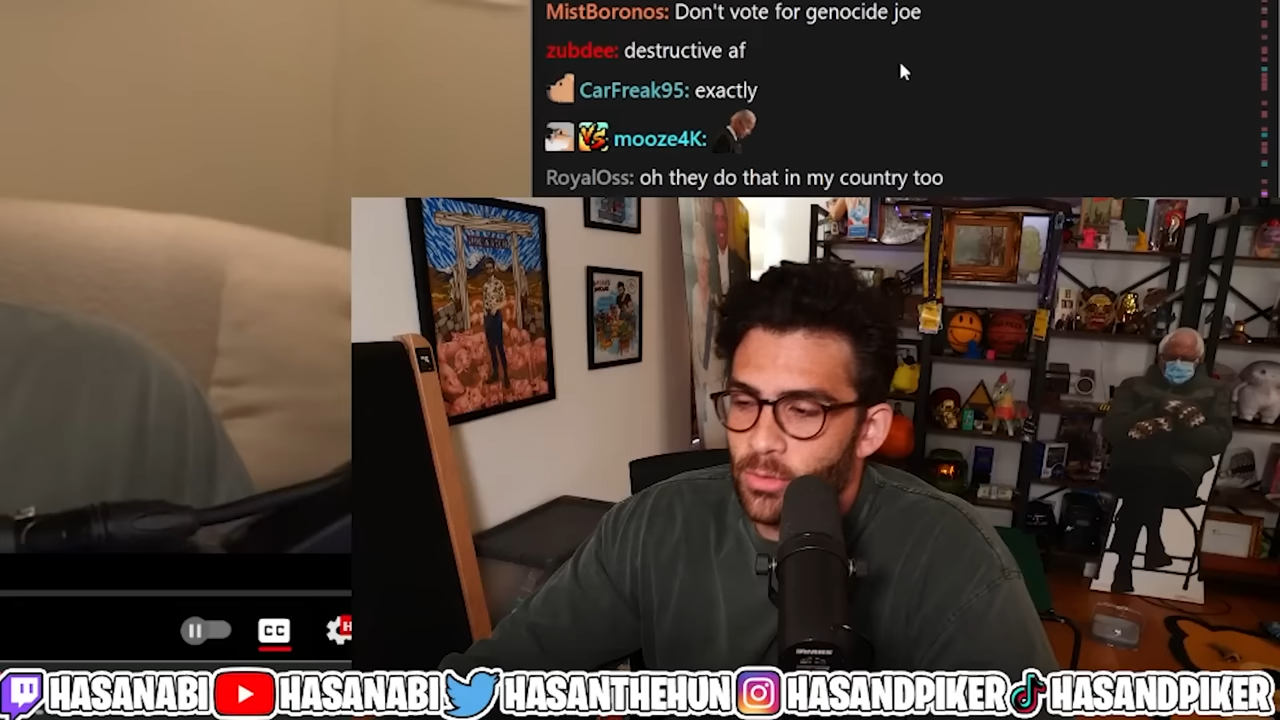 MistBoronos: Don't vote for genocide joe
zubdee: destructive af
CarFreak95: exactly
VS mooze4K:
RoyalOss: oh they do that in my country too
CC
H
HASANABI HASANABI HASANTHEHUN HASANDPIKER HASANDPIKER